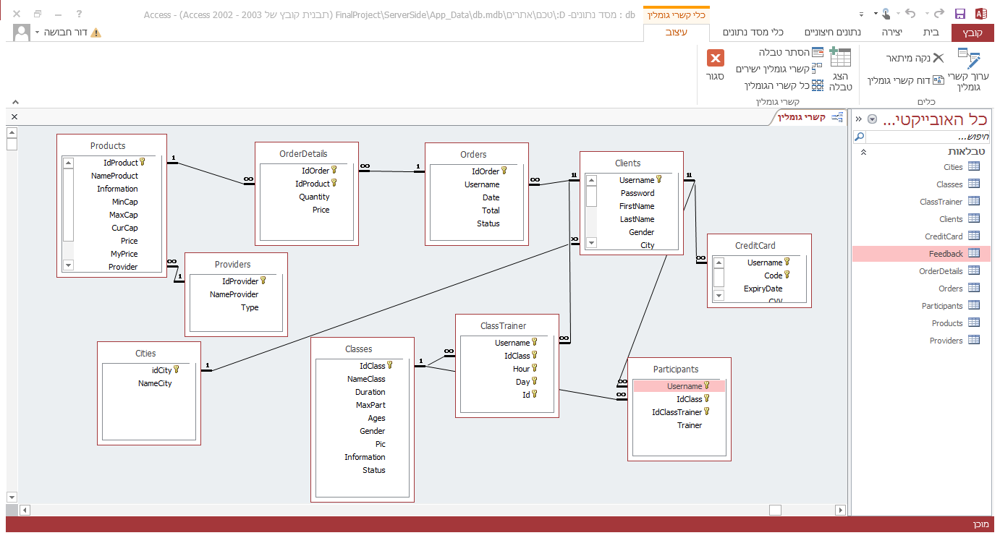 db : מסד נתונים- D:\טכם\אתרים\FinalProject\ServerSide\App_Data\db.mdb (תבנית קובץ של Access 2002 - 2003) - Access
כלי קשרי גומלין
קובץ
בית
יצירה
נתונים חיצוניים
כלי מסד נתונים
עיצוב
דור חבושה
ערוך קשרי גומלין
נקה מיתאר
דוח קשרי גומלין
כלים
הצג טבלה
הסתר טבלה
קשרי גומלין ישירים
כל קשרי הגומלין
קשרי גומלין
סגור
כל האובייקטי...
חיפוש...
טבלאות
Cities
Classes
ClassTrainer
Clients
CreditCard
Feedback
OrderDetails
Orders
Participants
Products
Providers
קשרי גומלין
Products
IdProduct
NameProduct
Information
MinCap
MaxCap
CurCap
Price
MyPrice
Provider
1
∞
OrderDetails
IdOrder
IdProduct
Quantity
Price
∞
1
Orders
IdOrder
Username
Date
Total
Status
∞
11
Clients
Username
Password
FirstName
LastName
Gender
City
11
∞
CreditCard
Username
Code
ExpiryDate
CVV
∞
∞
1
Providers
IdProvider
NameProvider
Type
Cities
idCity
NameCity
1
Classes
IdClass
NameClass
Duration
MaxPart
Ages
Gender
Pic
Information
Status
1
∞
ClassTrainer
Username
IdClass
Hour
Day
Id
∞
∞
∞
Participants
Username
IdClass
IdClassTrainer
Trainer
מוכן